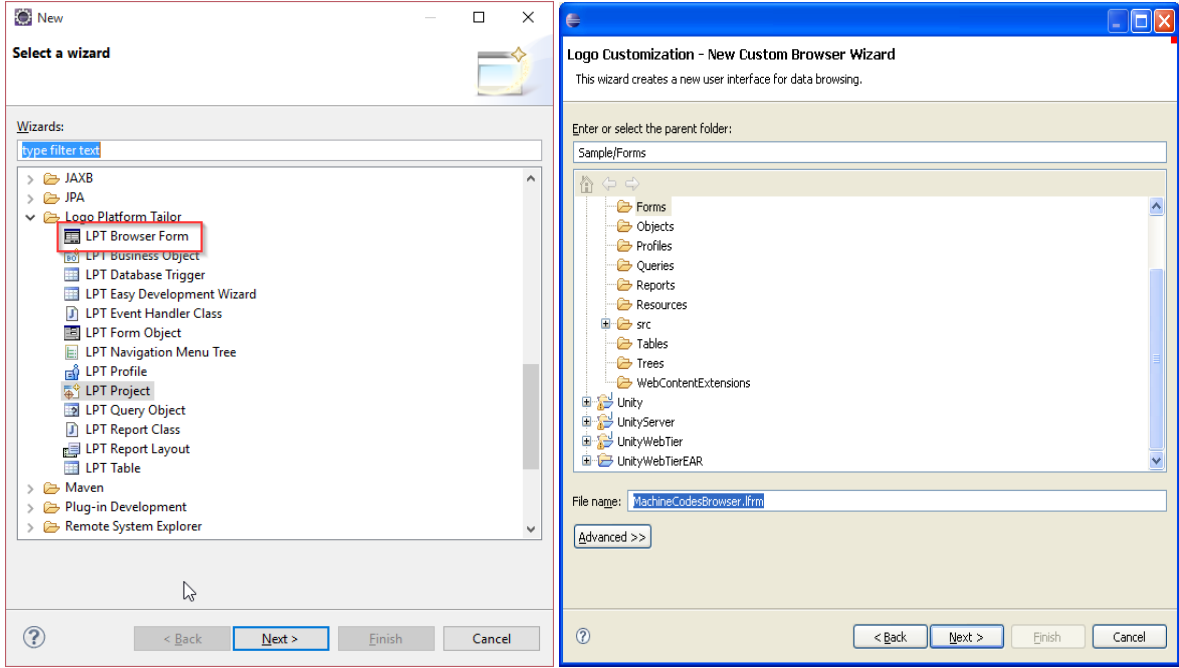 New
Select a wizard
Wizards:
type filter text
JAXB
JPA
Logo Platform Tailor
LPT Browser Form
LPT Business Object
LPT Database Trigger
LPT Easy Development Wizard
LPT Event Handler Class
LPT Form Object
LPT Navigation Menu Tree
LPT Profile
LPT Project
LPT Query Object
LPT Report Class
LPT Report Layout
LPT Table
Maven
Plug-in Development
Remote System Explorer
< Back
Next >
Finish
Cancel
Logo Customization - New Custom Browser Wizard
This wizard creates a new user interface for data browsing.
Enter or select the parent folder:
Sample/Forms
Forms
Objects
Profiles
Queries
Reports
Resources
src
Tables
Trees
WebContentExtensions
Unity
UnityServer
UnityWebTier
UnityWebTierEAR
File name: MachineCodesBrowser.lfrm
Advanced >>
< Back
Next >
Finish
Cancel